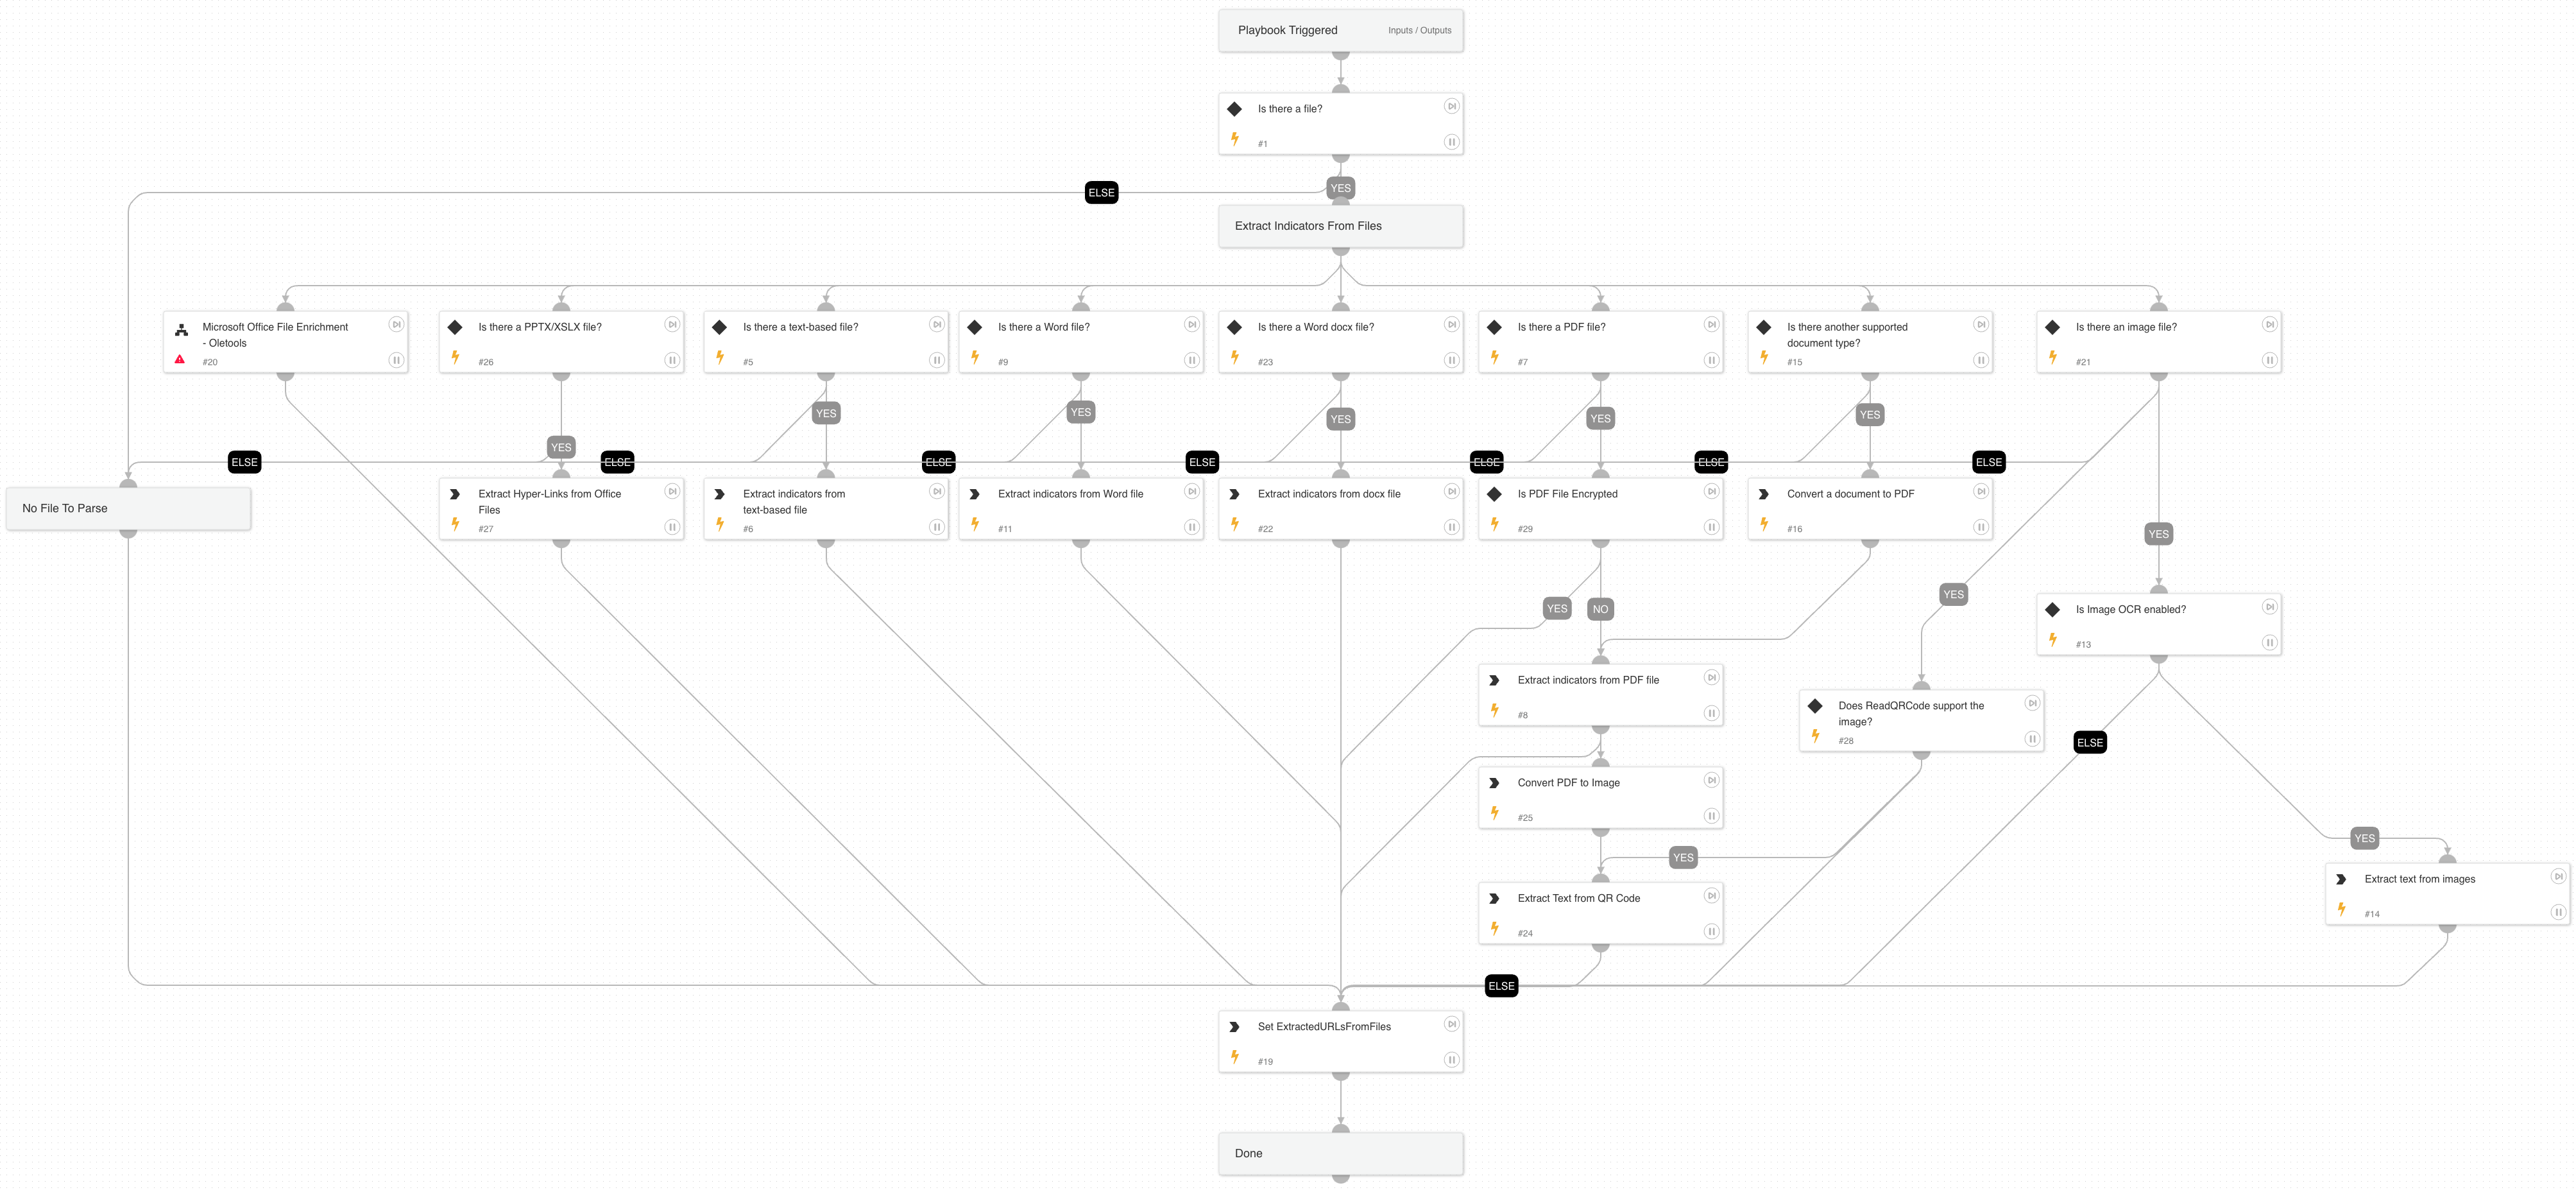 Playbook Triggered
Inputs / Outputs
Is there a file?
#1
ELSE
YES
Extract Indicators From Files
Microsoft Office File Enrichment
- Oletools
#20
Is there a PPTX/XSLX file?
#26
Is there a text-based file?
#5
Is there a Word file?
#9
Is there a Word docx file?
#23
Is there a PDF file?
#7
Is there another supported
document type?
#15
Is there an image file?
#21
YES
YES
YES
YES
YES
YES
ELSE
ELSE
ELSE
ELSE
ELSE
ELSE
ELSE
No File To Parse
Extract Hyper-Links from Office
Files
#27
Extract indicators from
text-based file
#6
Extract indicators from Word file
#11
Extract indicators from docx file
#22
Is PDF File Encrypted
#29
Convert a document to PDF
#16
YES
YES
YES
NO
Is Image OCR enabled?
#13
Extract indicators from PDF file
#8
Does ReadQRCode support the
image?
#28
ELSE
Convert PDF to Image
#25
YES
YES
Extract text from images
#14
Extract Text from QR Code
#24
ELSE
Set ExtractedURLsFromFiles
#19
Done